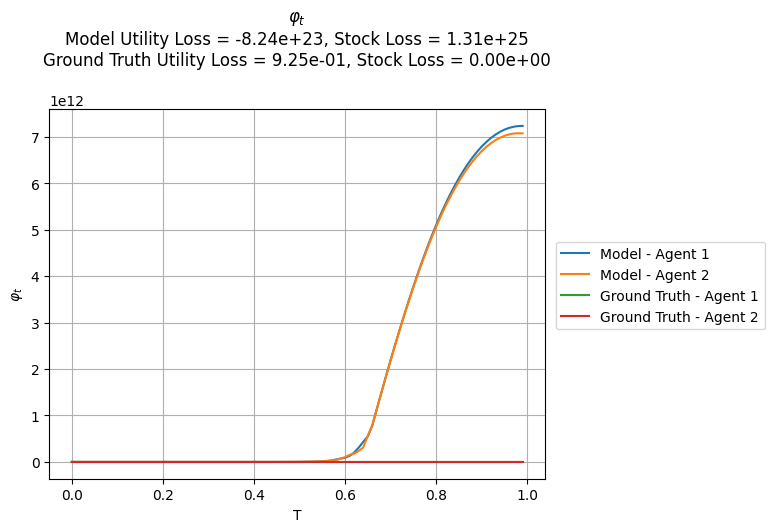 φt
Model Utility Loss = -8.24e+23, Stock Loss = 1.31e+25
Ground Truth Utility Loss = 9.25e-01, Stock Loss = 0.00e+00
1e12
7
6
5
4
3
2
1
0
φt
0.0 0.2 0.4 0.6 0.8 1.0
T
Model - Agent 1
Model - Agent 2
Ground Truth - Agent 1
Ground Truth - Agent 2